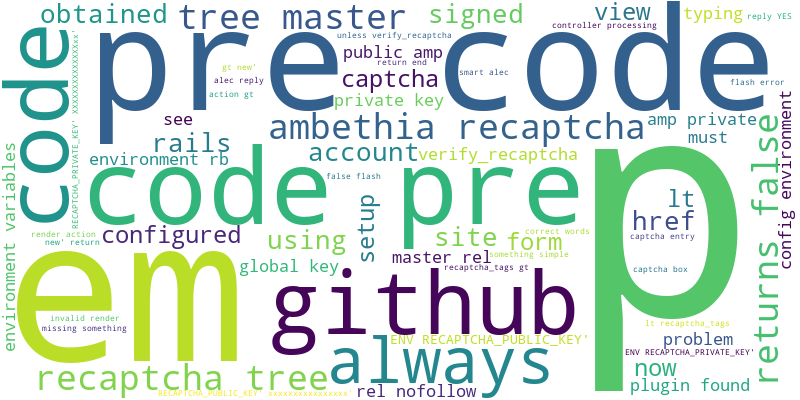 obtained
tree master
signed
view
typing
reply YES
controller processing
unless verify_recaptcha
public amp
return end
gt new'
alec reply
action gt
captcha
smart alec
flash error
private key
code
pre code
RECAPTCHA_PRIVATE_KEY'
see
rails
environment rb
ambethia recaptcha
amp private
must
account
verify_recaptcha
environment variables
code pre
false flash
p
lt
href
captcha entry
captcha box
returns false
config environment
render action
new' return
configured
using
setup
site
form
correct words
something simple
global key
master rel
recaptcha_tags gt
em
github
invalid render
missing something
lt recaptcha_tags
ENV RECAPTCHA_PUBLIC_KEY'
problem
ENV RECAPTCHA_PRIVATE_KEY'
always
now
recaptcha tree
plugin found
rel nofollow